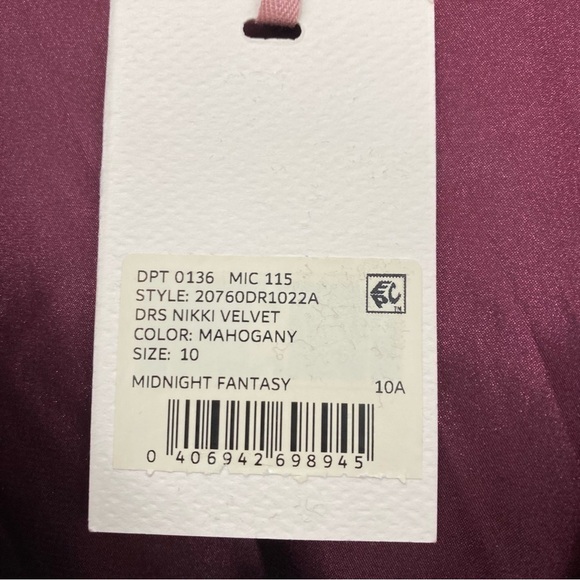 DPT 0136 MIC 115
STYLE: 20760DR1022A
DRS NIKKI VELVET
COLOR: MAHOGANY
SIZE: 10
MIDNIGHT FANTASY 10A
0 406942 698945